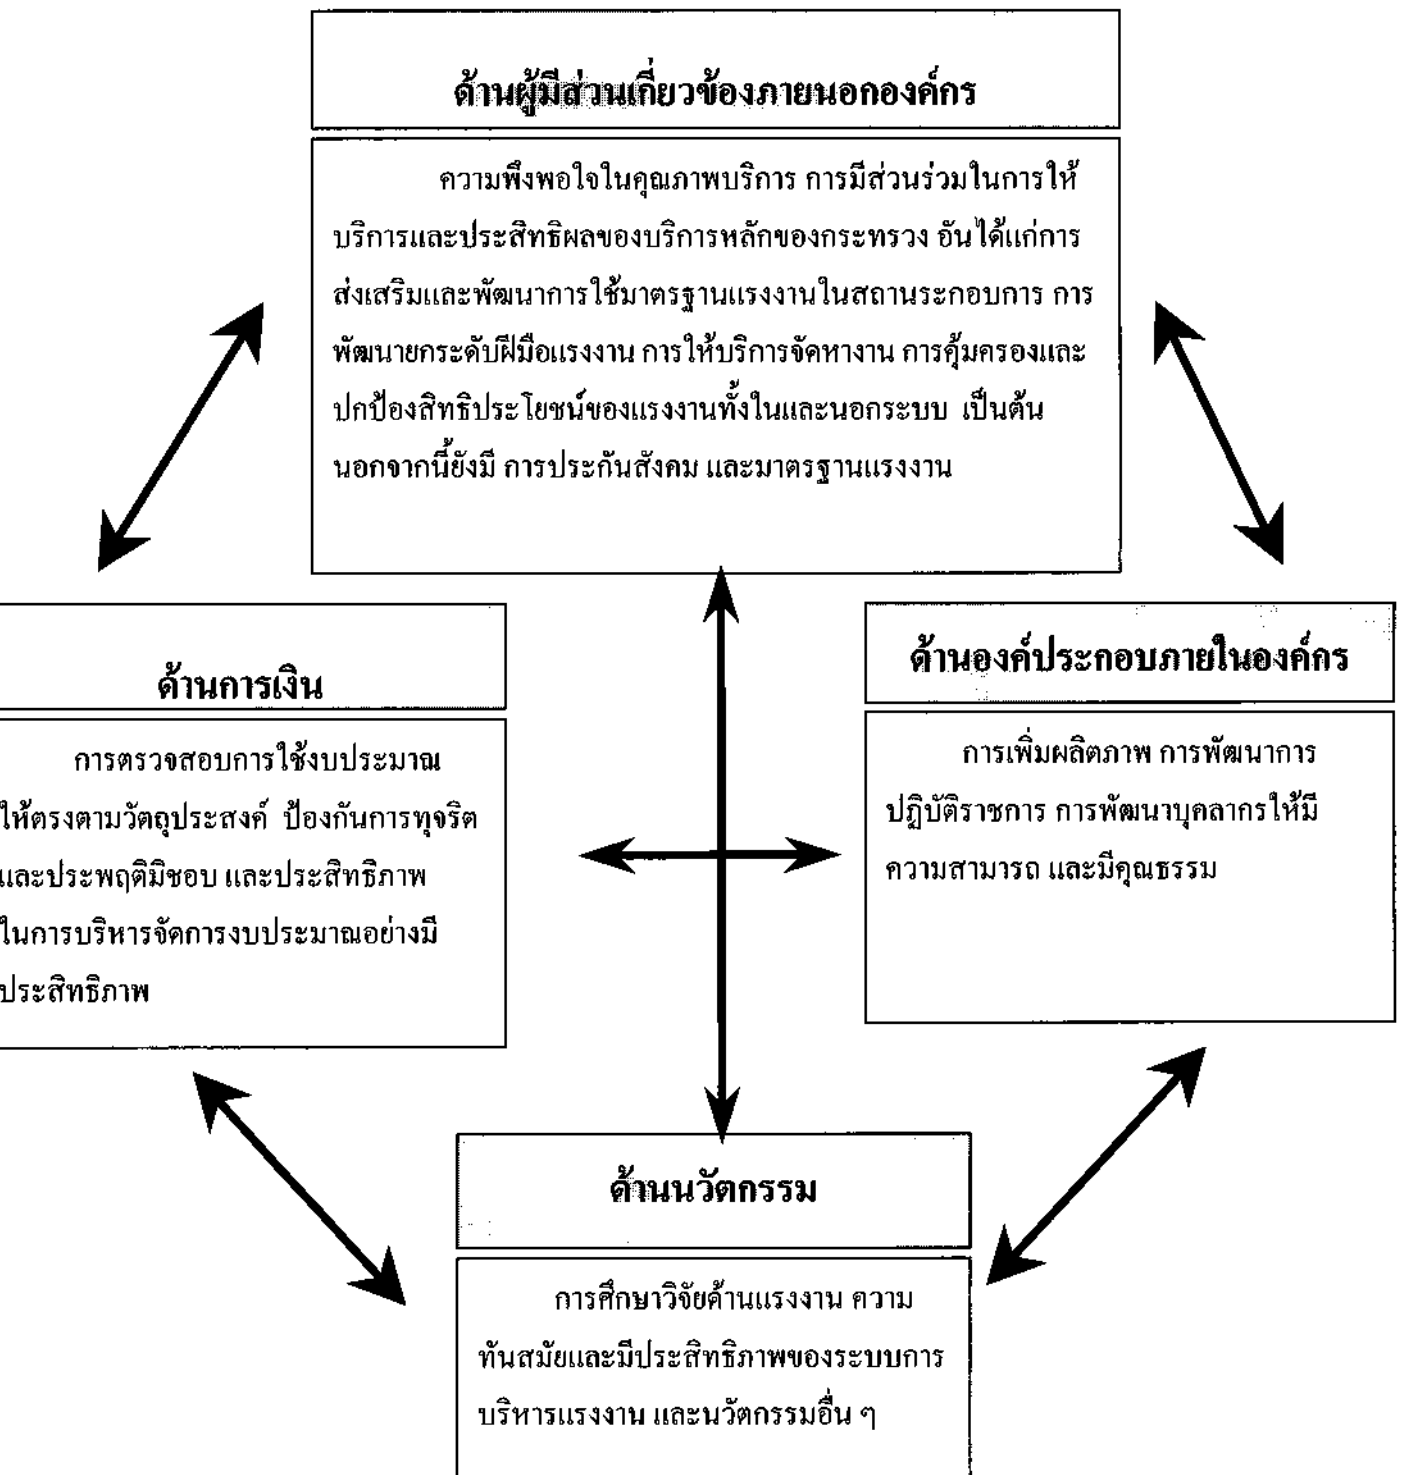 ด้านผู้มีส่วนเกี่ยวข้องภายนอกองค์กร
ความพึงพอใจในคุณภาพบริการ การมีส่วนร่วมในการให้
บริการและประสิทธิผลของบริการหลักของกระทรวง อันได้แก่การ
ส่งเสริมและพัฒนาการใช้มาตรฐานแรงงานในสถานระกอบการ การ
พัฒนายกระดับฝีมือแรงงาน การให้บริการจัดหางาน การคุ้มครองและ
ปกป้องสิทธิประโยชน์ของแรงงานทั้งในและนอกระบบ เป็นต้น
นอกจากนี้ยังมี การประกันสังคม และมาตรฐานแรงงาน
ด้านการเงิน
การตรวจสอบการใช้งบประมาณ
ให้ตรงตามวัตถุประสงค์ ป้องกันการทุจริต
และประพฤติมิชอบ และประสิทธิภาพ
ในการบริหารจัดการงบประมาณอย่างมี
ประสิทธิภาพ
ด้านองค์ประกอบภายในองค์กร
การเพิ่มผลิตภาพ การพัฒนาการ
ปฏิบัติราชการ การพัฒนาบุคลากรให้มี
ความสามารถ และมีคุณธรรม
ด้านนวัตกรรม
การศึกษาวิจัยด้านแรงงาน ความ
ทันสมัยและมีประสิทธิภาพของระบบการ
บริหารแรงงาน และนวัตกรรมอื่น ๆ